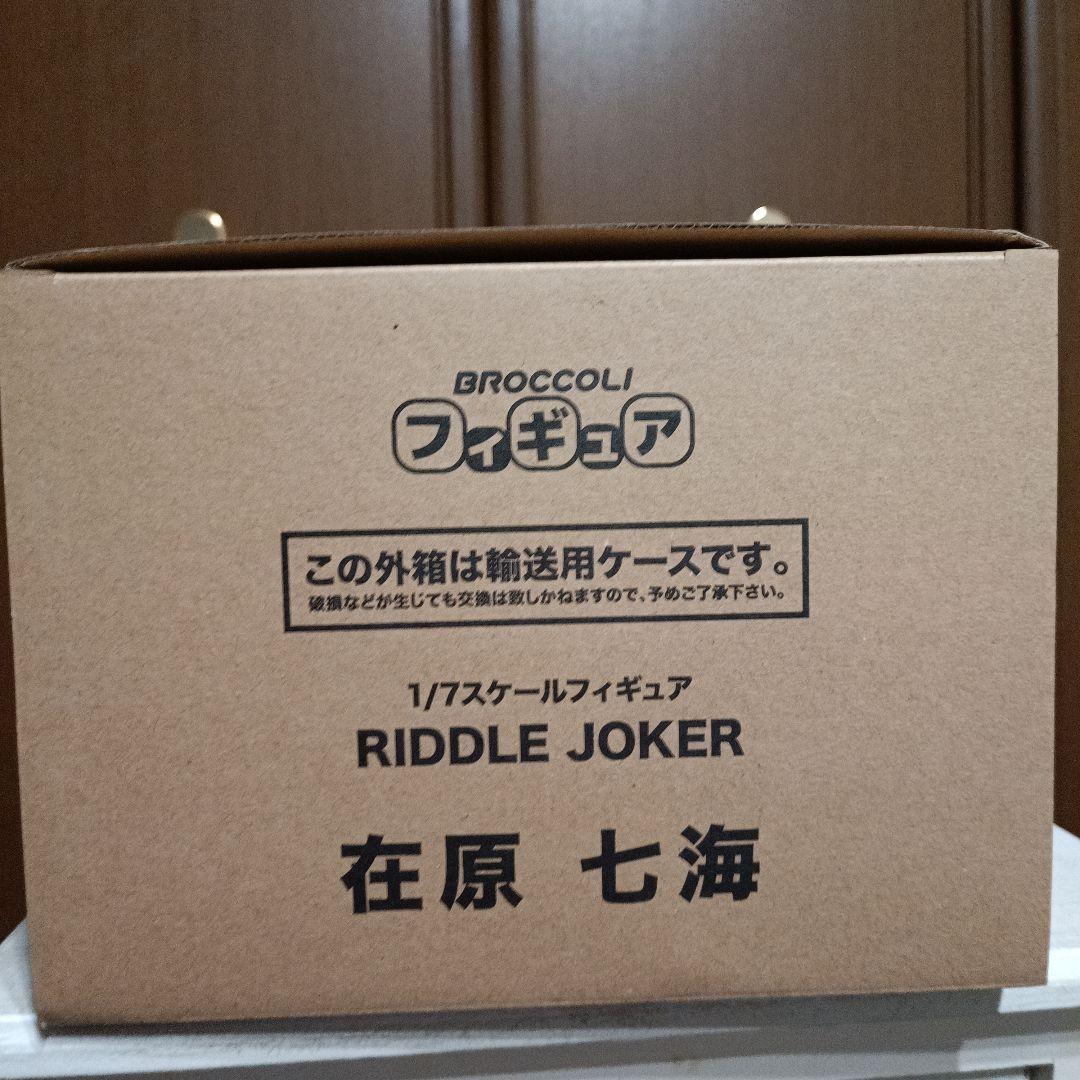 BROCCOLI
フィギュア
この外箱は輸送用ケースです。
破損などが生じても交換は致しかねますので、予めご了承下さい。
1/7スケールフィギュア
RIDDLE JOKER
在原 七海